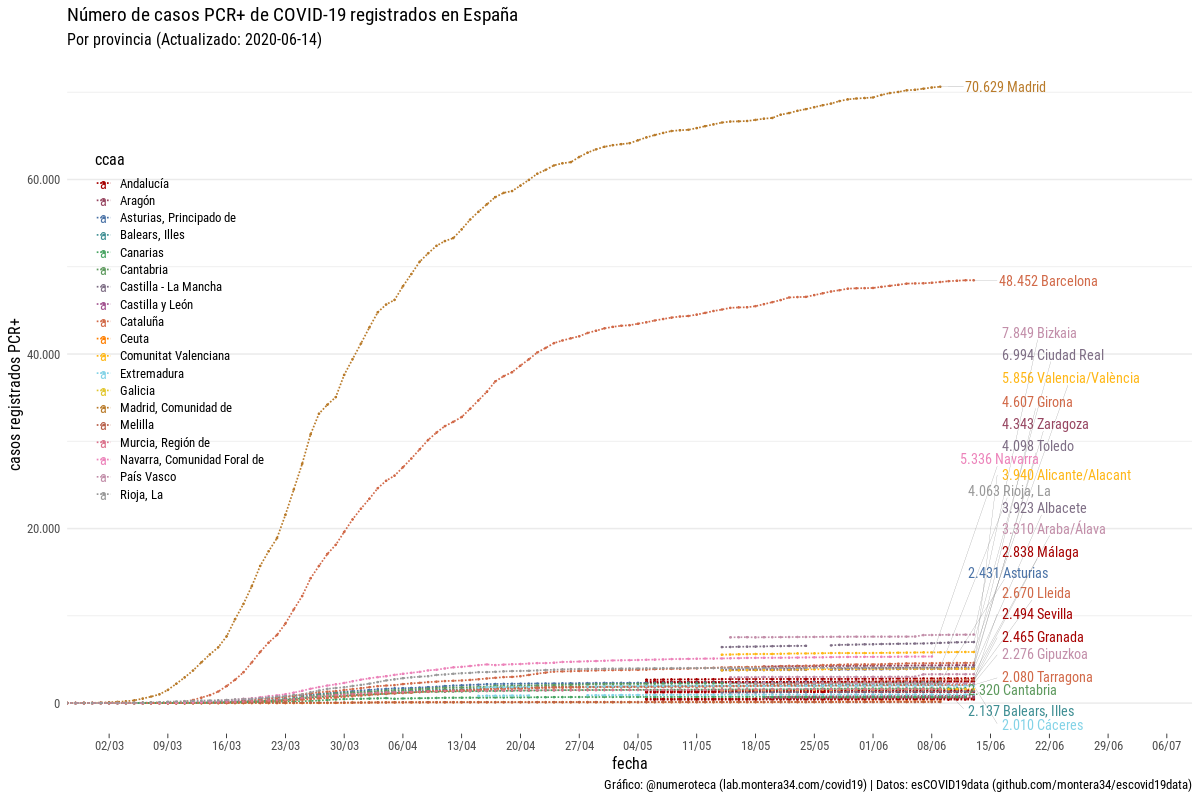 Número de casos PCR+ de COVID-19 registrados en España
Por provincia (Actualizado: 2020-06-14)
70.629 Madrid
ccaa
Andalucía
Aragón
Asturias, Principado de
Balears, Illes
Canarias
Cantabria
Castilla - La Mancha
Castilla y León
Cataluña
Ceuta
Comunitat Valenciana
Extremadura
Galicia
Madrid, Comunidad de
Melilla
Murcia, Región de
Navarra, Comunidad Foral de
País Vasco
Rioja, La
48.452 Barcelona
7.849 Bizkaia
6.994 Ciudad Real
5.856 Valencia/València
4.607 Girona
4.343 Zaragoza
4.098 Toledo
5.336 Navarra
3.940 Alicante/Alacant
4.063 Rioja, La
3.923 Albacete
3.310 Araba/Álava
2.838 Málaga
2.431 Asturias
2.670 Lleida
2.494 Sevilla
2.465 Granada
2.276 Gipuzkoa
2.080 Tarragona
2.320 Cantabria
2.137 Balears, Illes
2.010 Cáceres
casos registrados PCR+
60.000
40.000
20.000
0
02/03 09/03 16/03 23/03 30/03 06/04 13/04 20/04 27/04 04/05 11/05 18/05 25/05 01/06 08/06 15/06 22/06 29/06 06/07
fecha
Gráfico: @numeroteca (lab.montera34.com/covid19) | Datos: esCOVID19data (github.com/montera34/escovid19data)